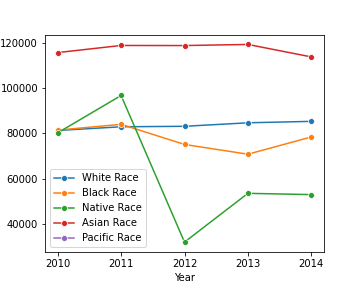 120000
100000
80000
60000
40000
White Race
Black Race
Native Race
Asian Race
Pacific Race
2010 2011 2012 2013 2014
Year